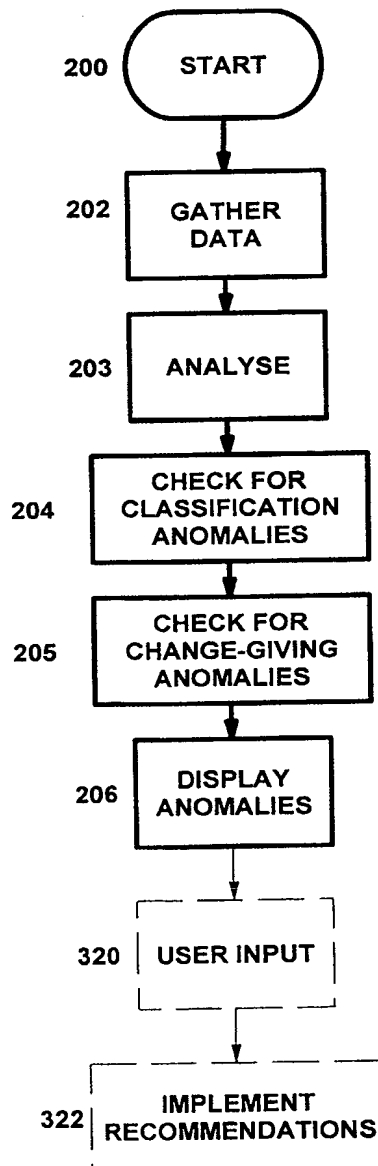 200 START
202 GATHER
DATA
203 ANALYSE
204 CHECK FOR
CLASSIFICATION
ANOMALIES
205 CHECK FOR
CHANGE-GIVING
ANOMALIES
206 DISPLAY
ANOMALIES
320 USER INPUT
322 IMPLEMENT
RECOMMENDATIONS